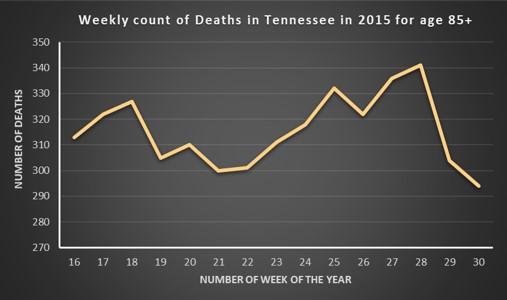 Weekly count of Deaths in Tennessee in 2015 for age 85+
350
340
330
320
310
300
290
280
270
NUMBER OF DEATHS
16 17 18 19 20 21 22 23 24 25 26 27 28 29 30
NUMBER OF WEEK OF THE YEAR